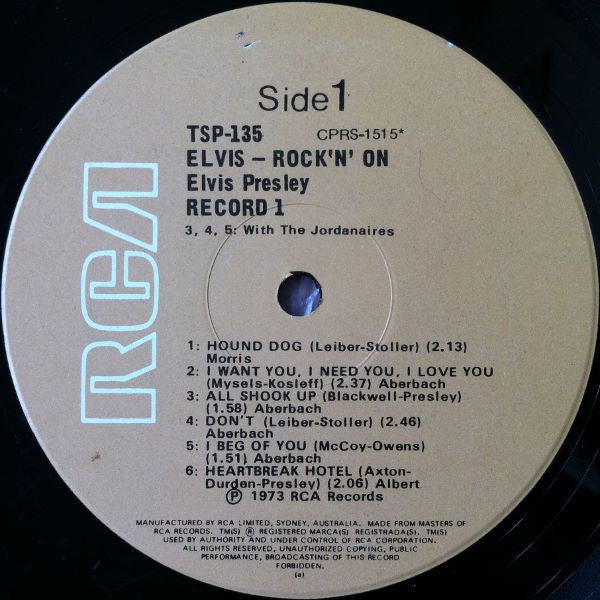 Side 1
TSP-135 CPRS-1515*
ELVIS – ROCK'N' ON
Elvis Presley
RECORD 1
3, 4, 5: With The Jordanaires
RCA
1: HOUND DOG (Leiber-Stoller) (2.13)
Morris
2: I WANT YOU, I NEED YOU, I LOVE YOU
(Mysels-Kosleff) (2.37) Aberbach
3: ALL SHOOK UP (Blackwell-Presley)
(1.58) Aberbach
4: DON'T (Leiber-Stoller) (2.46)
Aberbach
5: I BEG OF YOU (McCoy-Owens)
(1.51) Aberbach
6: HEARTBREAK HOTEL (Axton-
Durden-Presley) (2.06) Albert
Ⓟ 1973 RCA Records
MANUFACTURED BY RCA LIMITED, SYDNEY, AUSTRALIA. MADE FROM MASTERS OF
RCA RECORDS. TM(S) ® REGISTERED MARCA(S) REGISTRADA(S). TM(S)
USED BY AUTHORITY AND UNDER CONTROL OF RCA CORPORATION.
ALL RIGHTS RESERVED, UNAUTHORIZED COPYING, PUBLIC
PERFORMANCE, BROADCASTING OF THIS RECORD
FORBIDDEN.
(a)